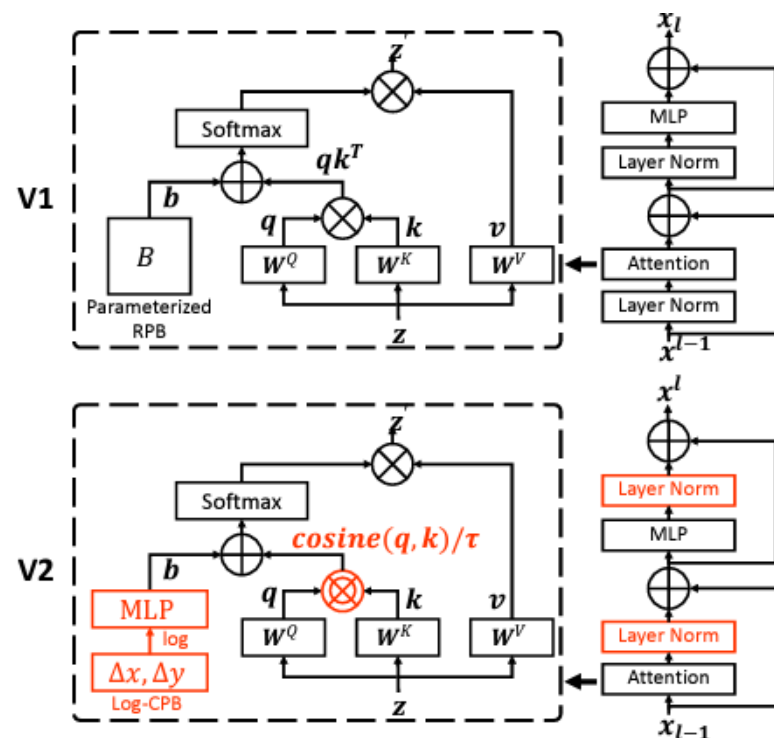 V1
z′
Softmax
qkᵀ
b
q
k
v
B
W^Q
W^K
W^V
Parameterized
RPB
z
x_l
MLP
Layer Norm
Attention
Layer Norm
x^{l−1}
V2
z′
Softmax
cosine(q, k)/τ
b
q
k
v
MLP
log
W^Q
W^K
W^V
Δx, Δy
Log-CPB
z
x^l
Layer Norm
MLP
Layer Norm
Attention
x_{l−1}